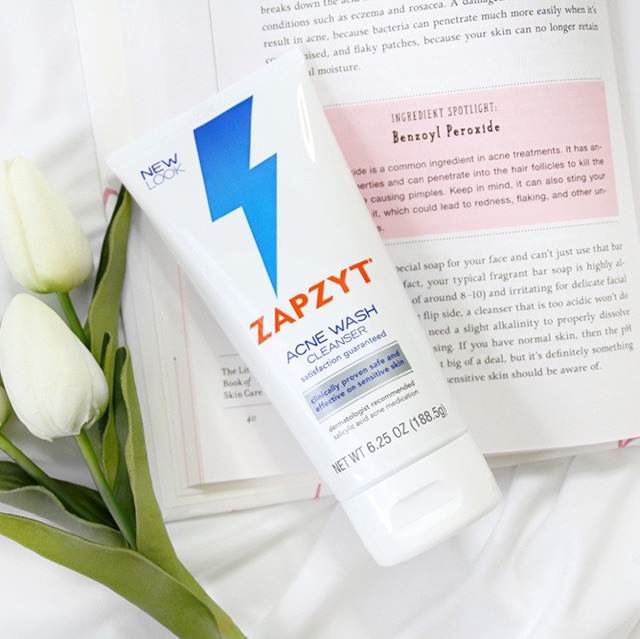 breaks down the
conditions such as eczema and rosacea. A damaged
result in acne, because bacteria can penetrate much more easily when it's
ised, and flaky patches, because your skin can no longer retain
moisture.
INGREDIENT SPOTLIGHT:
Benzoyl Peroxide
ide is a common ingredient in acne treatments. It has an-
erties and can penetrate into the hair follicles to kill the
causing pimples. Keep in mind, it can also sting your
it, which could lead to redness, flaking, and other un-
s.
pecial soap for your face and can't just use that bar
fact, your typical fragrant bar soap is highly al-
of around 8–10) and irritating for delicate facial
flip side, a cleanser that is too acidic won't do
need a slight alkalinity to properly dissolve
sing. If you have normal skin, then the pH
big of a deal, but it's definitely something
ensitive skin should be aware of.
The Lit
Book of
Skin Care
40
NEW
LOOK
ZAPZYT
ACNE WASH
CLEANSER
satisfaction guaranteed
clinically proven safe and
effective on sensitive skin
dermatologist recommended
salicylic acid acne medication
NET WT 6.25 OZ (188.5g)